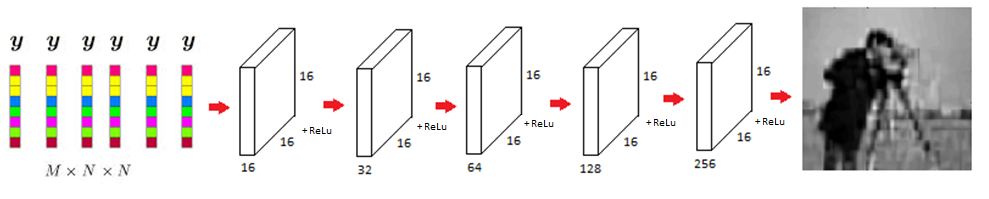 y y y y y y
M × N × N
16 16 16 +ReLu
32 16 16 +ReLu
64 16 16 +ReLu
128 16 16 +ReLu
256 16 16 +ReLu